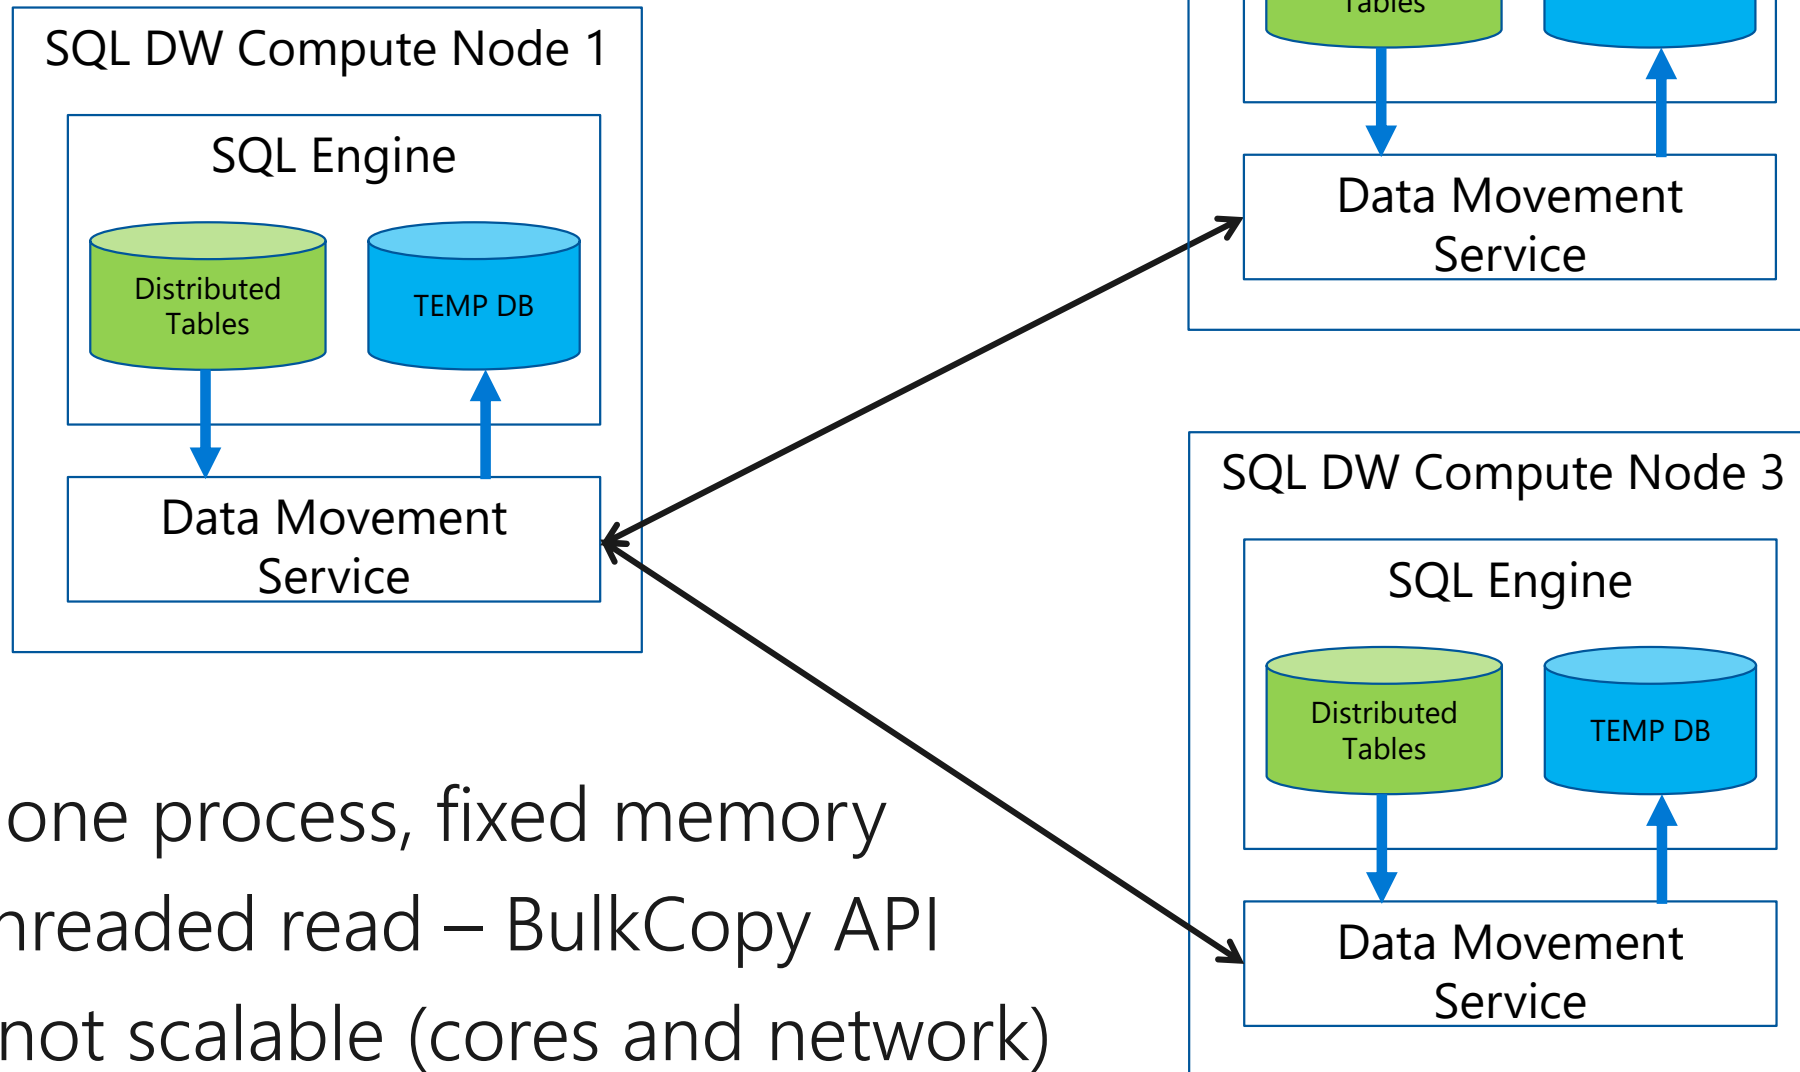 SQL DW Compute Node 1
SQL Engine
Distributed
Tables
TEMP DB
Data Movement
Service
Tables
Data Movement
Service
SQL DW Compute Node 3
SQL Engine
Distributed
Tables
TEMP DB
Data Movement
Service
one process, fixed memory
hreaded read – BulkCopy API
not scalable (cores and network)